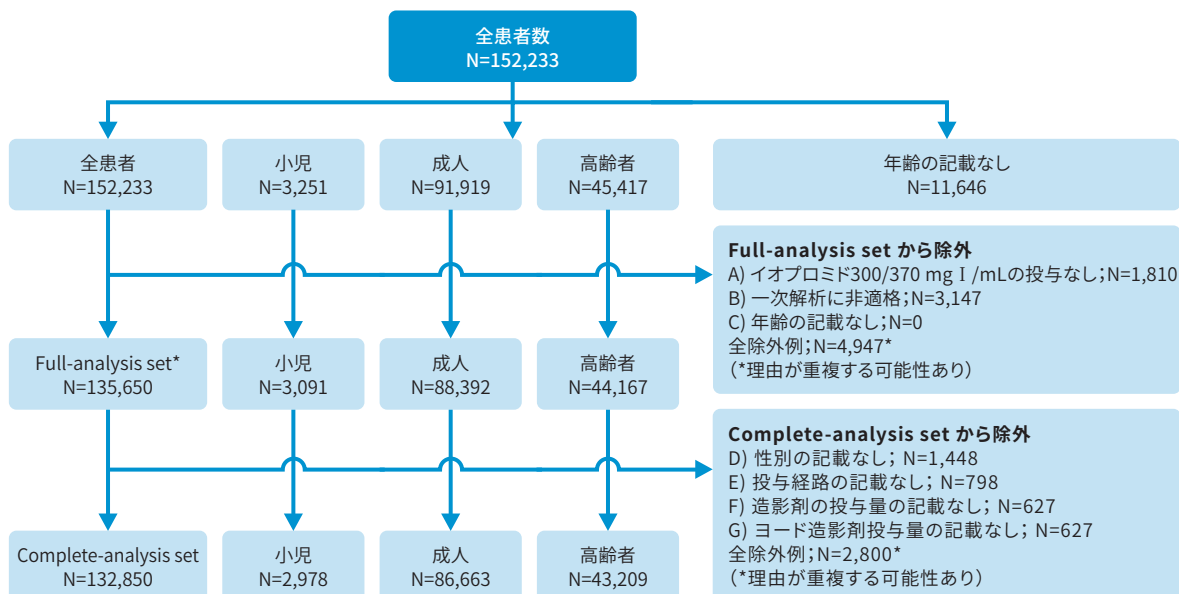 全患者数
N=152,233
全患者
N=152,233
小児
N=3,251
成人
N=91,919
高齢者
N=45,417
年齢の記載なし
N=11,646
Full-analysis set から除外
A) イオプロミド300/370 mg Ⅰ/mLの投与なし;N=1,810
B) 一次解析に非適格;N=3,147
C) 年齢の記載なし;N=0
全除外例;N=4,947*
(*理由が重複する可能性あり)
Full-analysis set*
N=135,650
小児
N=3,091
成人
N=88,392
高齢者
N=44,167
Complete-analysis set から除外
D) 性別の記載なし; N=1,448
E) 投与経路の記載なし; N=798
F) 造影剤の投与量の記載なし; N=627
G) ヨード造影剤投与量の記載なし; N=627
全除外例;N=2,800*
(*理由が重複する可能性あり)
Complete-analysis set
N=132,850
小児
N=2,978
成人
N=86,663
高齢者
N=43,209